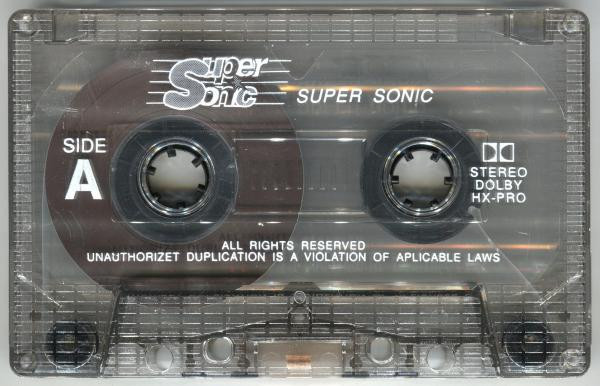 Super
Sonic
SUPER SONIC
SIDE
A
STEREO
DOLBY
HX-PRO
ALL RIGHTS RESERVED
UNAUTHORIZET DUPLICATION IS A VIOLATION OF APLICABLE LAWS